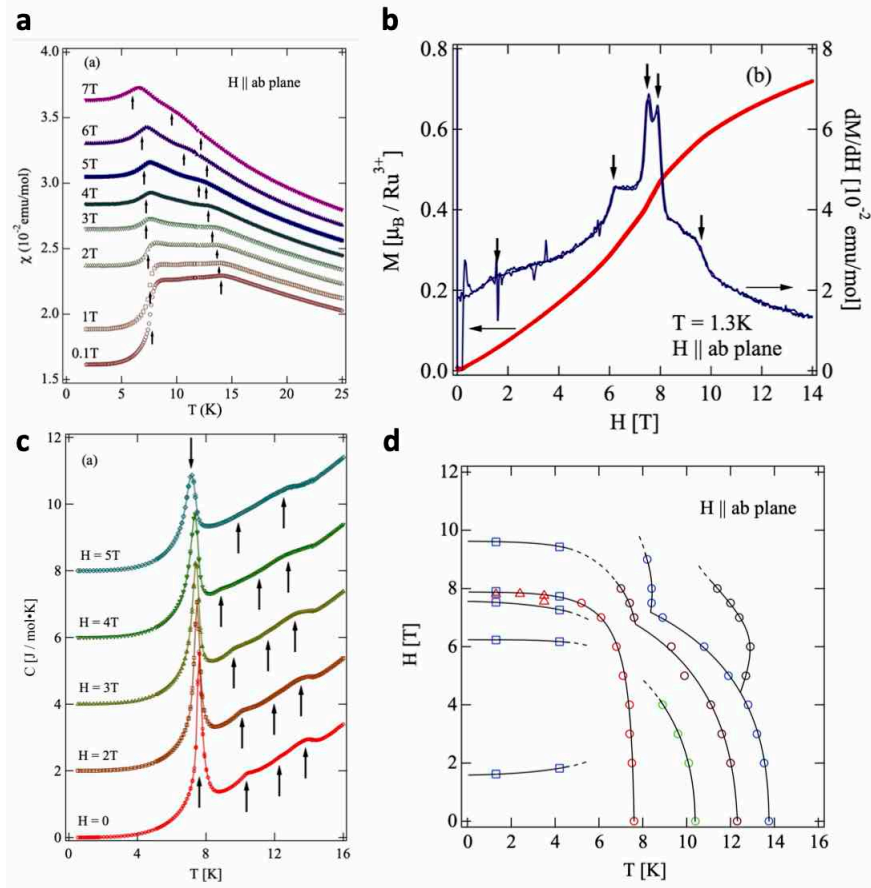 a
(a)
H || ab plane
4.0
3.5
3.0
2.5
2.0
1.5
7T
6T
5T
4T
3T
2T
1T
0.1T
χ (10⁻² emu/mol)
0
5
10
15
20
25
T (K)
b
(b)
0.8
0.6
0.4
0.2
0.0
M [μB / Ru³⁺]
8
6
4
2
0
dM/dH [10⁻² emu/mol]
T = 1.3K
H || ab plane
0
2
4
6
8
10
12
14
H [T]
c
(a)
12
10
8
6
4
2
0
C [J / mol•K]
H = 5T
H = 4T
H = 3T
H = 2T
H = 0
0
4
8
12
16
T [K]
d
H || ab plane
12
10
8
6
4
2
0
H [T]
0
2
4
6
8
10
12
14
16
T [K]